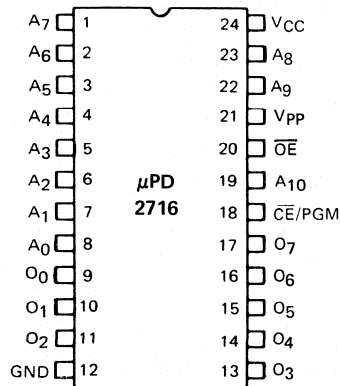 A7 1 24 VCC
A6 2 23 A8
A5 3 22 A9
A4 4 21 VPP
A3 5 20 O̅E̅
A2 6 µPD 19 A10
A1 7 2716 18 C̅E̅/PGM
A0 8 17 O7
O0 9 16 O6
O1 10 15 O5
O2 11 14 O4
GND 12 13 O3